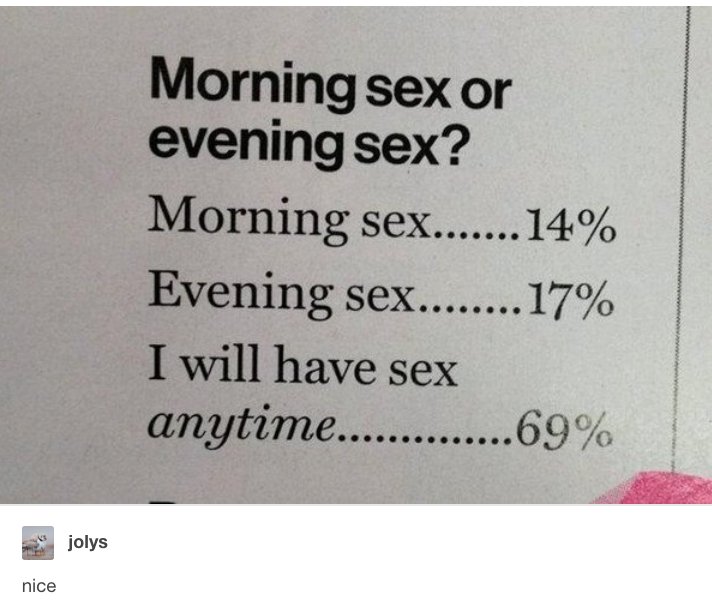 Morning sex or
evening sex?
Morning sex.......14%
Evening sex........17%
I will have sex
anytime...............69%
jolys
nice